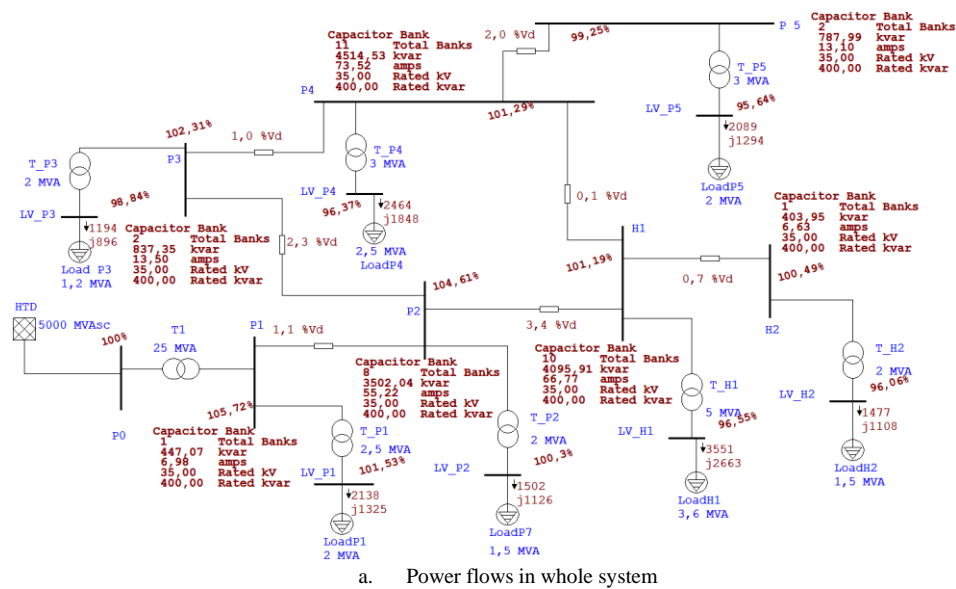 Capacitor Bank
11 Total Banks
4514,53 kvar
73,52 amps
35,00 Rated kV
400,00 Rated kvar
P4
2,0 %Vd
99,25%
P 5
Capacitor Bank
2 Total Banks
787,99 kvar
13,10 amps
35,00 Rated kV
400,00 Rated kvar
T_P5
3 MVA
LV_P5
95,64%
2089
j1294
LoadP5
2 MVA
101,29%
102,31%
1,0 %Vd
P3
T_P3
2 MVA
98,84%
LV_P3
1194
j896
Load P3
1,2 MVA
Capacitor Bank
2 Total Banks
837,35 kvar
13,50 amps
35,00 Rated kV
400,00 Rated kvar
T_P4
3 MVA
LV_P4
96,37%
2464
j1848
2,5 MVA
LoadP4
2,3 %Vd
0,1 %Vd
H1
101,19%
0,7 %Vd
Capacitor Bank
1 Total Banks
403,95 kvar
6,63 amps
35,00 Rated kV
400,00 Rated kvar
100,49%
H2
T_H2
2 MVA
96,06%
LV_H2
1477
j1108
LoadH2
1,5 MVA
HTD
5000 MVAsc
100%
P0
T1
25 MVA
P1
1,1 %Vd
104,61%
P2
3,4 %Vd
105,72%
Capacitor Bank
1 Total Banks
447,07 kvar
6,98 amps
35,00 Rated kV
400,00 Rated kvar
T_P1
2,5 MVA
LV_P1
101,53%
2138
j1325
LoadP1
2 MVA
Capacitor Bank
8 Total Banks
3502,04 kvar
55,22 amps
35,00 Rated kV
400,00 Rated kvar
T_P2
2 MVA
100,3%
LV_P2
1502
j1126
LoadP7
1,5 MVA
Capacitor Bank
10 Total Banks
4095,91 kvar
66,77 amps
35,00 Rated kV
400,00 Rated kvar
T_H1
5 MVA
96,55%
LV_H1
3551
j2663
LoadH1
3,6 MVA
a. Power flows in whole system